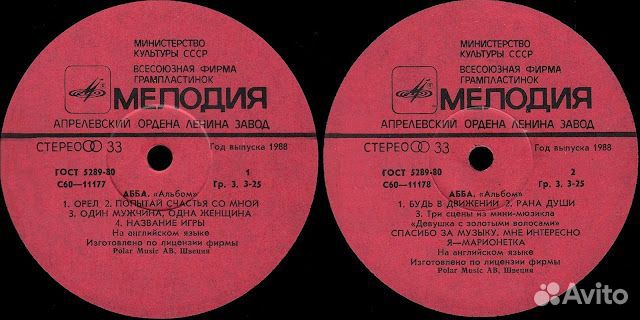 МИНИСТЕРСТВО
КУЛЬТУРЫ СССР
ВСЕСОЮЗНАЯ ФИРМА
ГРАМПЛАСТИНОК
МЕЛОДИЯ
АПРЕЛЕВСКИЙ ОРДЕНА ЛЕНИНА ЗАВОД
СТЕРЕО 33 Год выпуска 1988
ГОСТ 5289-80 1
С60—11177 Гр. 3. 3-25
АББА. «Альбом»
1. ОРЕЛ 2. ПОПЫТАЙ СЧАСТЬЯ СО МНОЙ
3. ОДИН МУЖЧИНА, ОДНА ЖЕНЩИНА
4. НАЗВАНИЕ ИГРЫ
На английском языке
Изготовлено по лицензии фирмы
Polar Music AB, Швеция
МИНИСТЕРСТВО
КУЛЬТУРЫ СССР
ВСЕСОЮЗНАЯ ФИРМА
ГРАМПЛАСТИНОК
МЕЛОДИЯ
АПРЕЛЕВСКИЙ ОРДЕНА ЛЕНИНА ЗАВОД
СТЕРЕО 33 Год выпуска 1988
ГОСТ 5289-80 2
С60—11178 Гр. 3. 3-25
АББА. «Альбом»
1. БУДЬ В ДВИЖЕНИИ 2. РАНА ДУШИ
3. Три сцены из мини-мюзикла
«Девушка с золотыми волосами»
СПАСИБО ЗА МУЗЫКУ. МНЕ ИНТЕРЕСНО
Я—МАРИОНЕТКА
На английском языке
Изготовлено по лицензии фирмы
Polar Music AB, Швеция
Avito